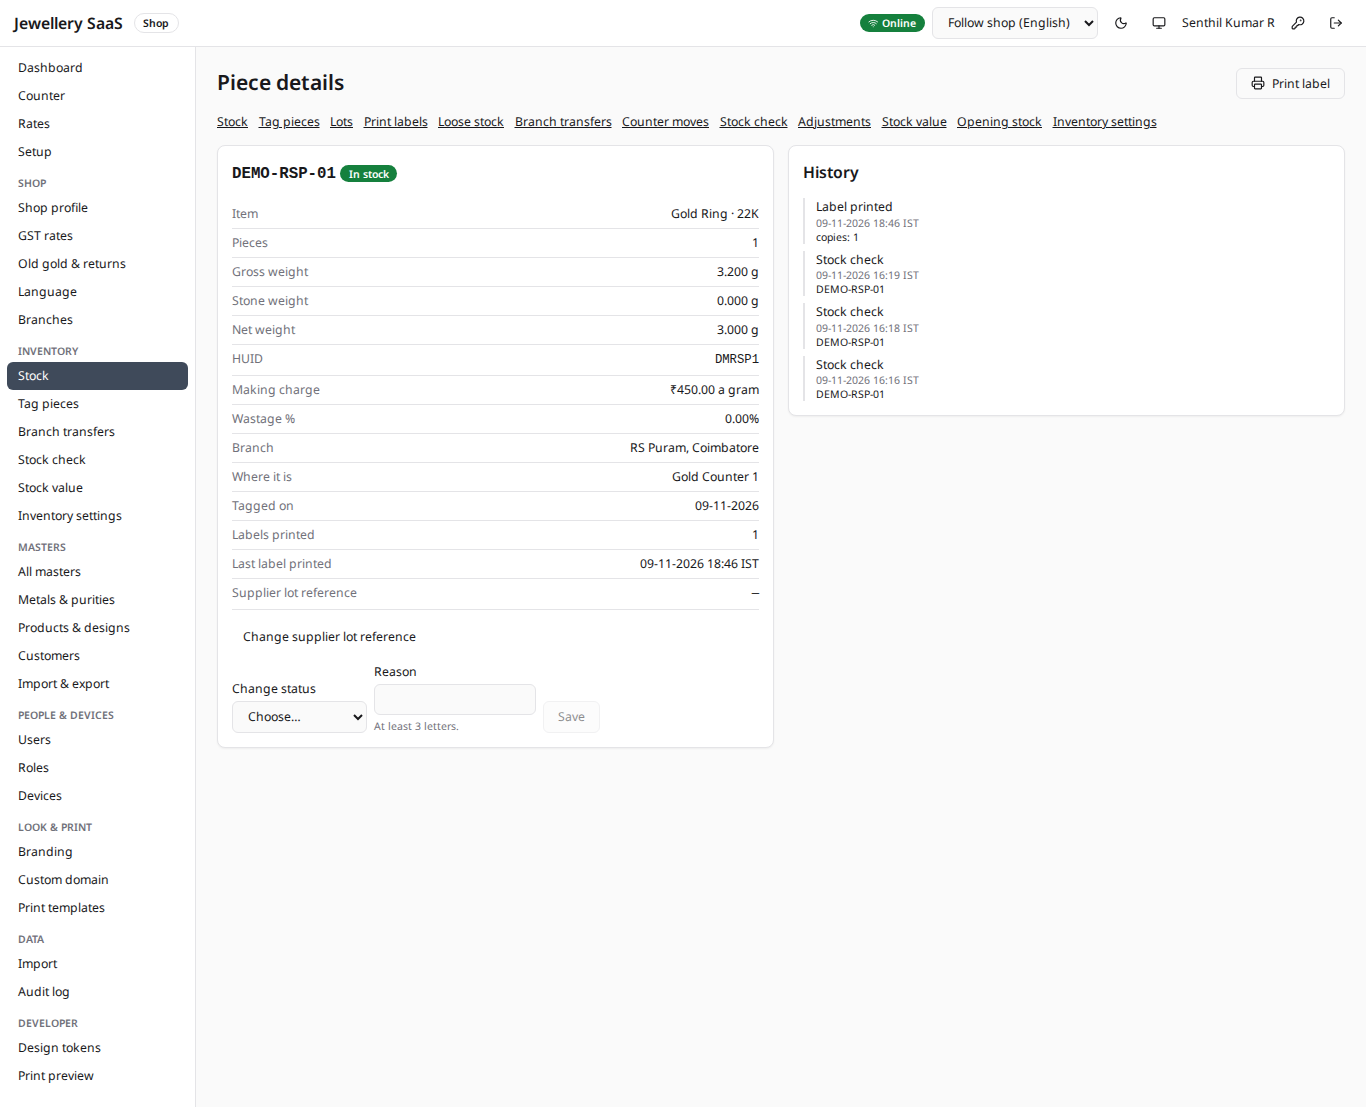 Jewellery SaaS Shop Online Follow shop (English) Senthil Kumar R
Dashboard
Counter
Rates
Setup
SHOP
Shop profile
GST rates
Old gold & returns
Language
Branches
INVENTORY
Stock
Tag pieces
Branch transfers
Stock check
Stock value
Inventory settings
MASTERS
All masters
Metals & purities
Products & designs
Customers
Import & export
PEOPLE & DEVICES
Users
Roles
Devices
LOOK & PRINT
Branding
Custom domain
Print templates
DATA
Import
Audit log
DEVELOPER
Design tokens
Print preview
Piece details
Print label
Stock Tag pieces Lots Print labels Loose stock Branch transfers Counter moves Stock check Adjustments Stock value Opening stock Inventory settings
DEMO-RSP-01 In stock
Item Gold Ring · 22K
Pieces 1
Gross weight 3.200 g
Stone weight 0.000 g
Net weight 3.000 g
HUID DMRSP1
Making charge ₹450.00 a gram
Wastage % 0.00%
Branch RS Puram, Coimbatore
Where it is Gold Counter 1
Tagged on 09-11-2026
Labels printed 1
Last label printed 09-11-2026 18:46 IST
Supplier lot reference —
Change supplier lot reference
Change status
Choose...
Reason
At least 3 letters.
Save
History
Label printed
09-11-2026 18:46 IST
copies: 1
Stock check
09-11-2026 16:19 IST
DEMO-RSP-01
Stock check
09-11-2026 16:18 IST
DEMO-RSP-01
Stock check
09-11-2026 16:16 IST
DEMO-RSP-01